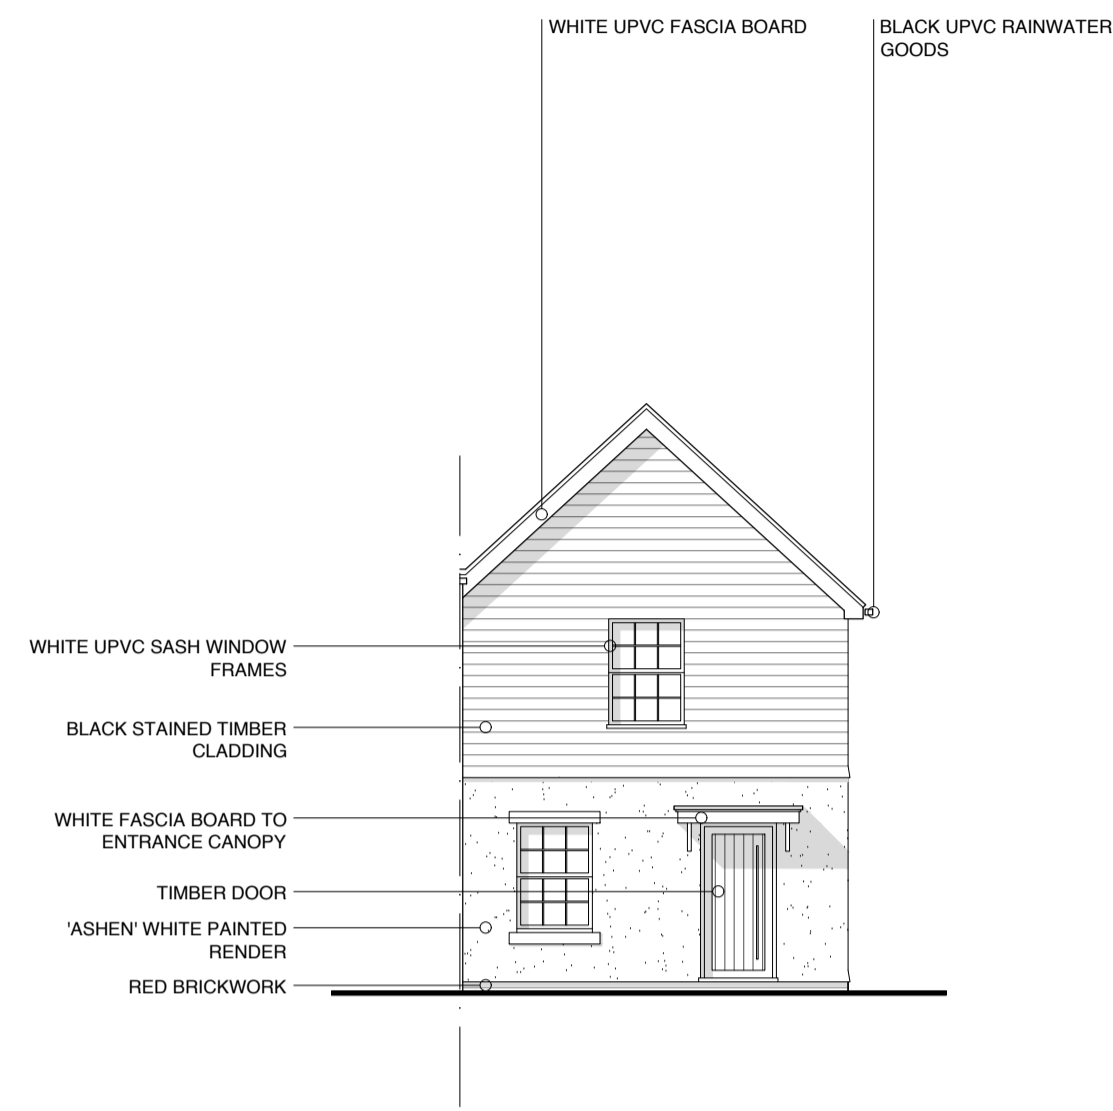 WHITE UPVC FASCIA BOARD
BLACK UPVC RAINWATER
GOODS
WHITE UPVC SASH WINDOW
FRAMES
BLACK STAINED TIMBER
CLADDING
WHITE FASCIA BOARD TO
ENTRANCE CANOPY
TIMBER DOOR
'ASHEN' WHITE PAINTED
RENDER
RED BRICKWORK